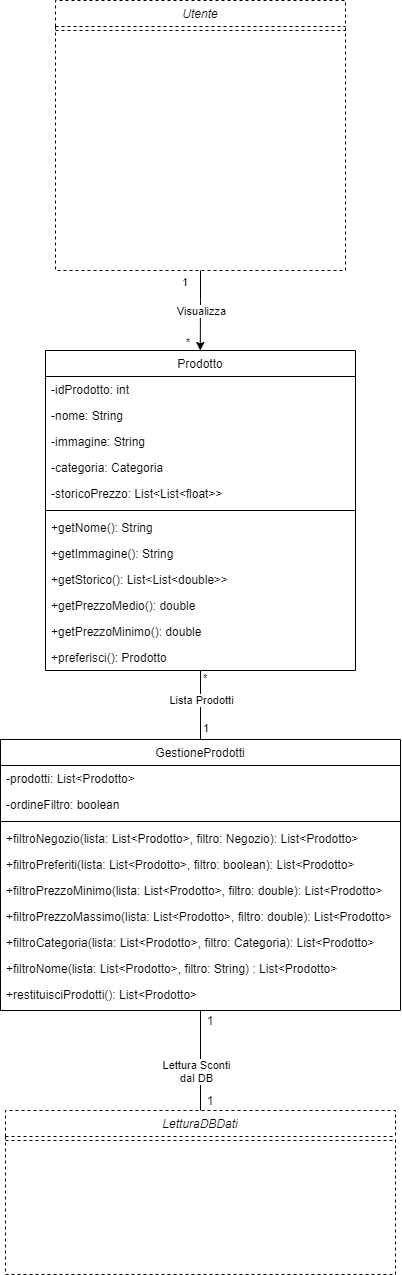 Utente
1
Visualizza
*
Prodotto
-idProdotto: int
-nome: String
-immagine: String
-categoria: Categoria
-storicoPrezzo: List<List<float>>
+getNome(): String
+getImmagine(): String
+getStorico(): List<List<double>>
+getPrezzoMedio(): double
+getPrezzoMinimo(): double
+preferisci(): Prodotto
*
Lista Prodotti
1
GestioneProdotti
-prodotti: List<Prodotto>
-ordineFiltro: boolean
+filtroNegozio(lista: List<Prodotto>, filtro: Negozio): List<Prodotto>
+filtroPreferiti(lista: List<Prodotto>, filtro: boolean): List<Prodotto>
+filtroPrezzoMinimo(lista: List<Prodotto>, filtro: double): List<Prodotto>
+filtroPrezzoMassimo(lista: List<Prodotto>, filtro: double): List<Prodotto>
+filtroCategoria(lista: List<Prodotto>, filtro: Categoria): List<Prodotto>
+filtroNome(lista: List<Prodotto>, filtro: String) : List<Prodotto>
+restituisciProdotti(): List<Prodotto>
1
Lettura Sconti
dal DB
1
LetturaDBDati